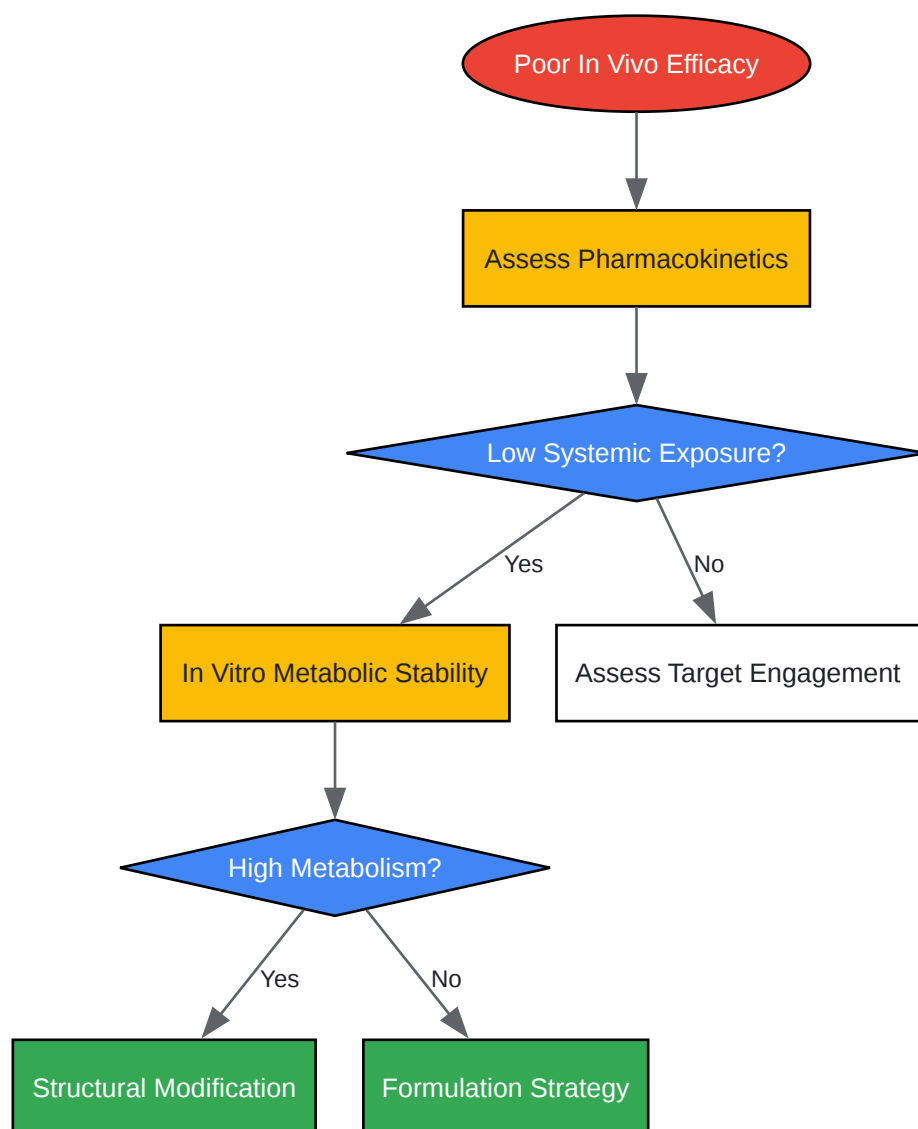 Poor In Vivo Efficacy
Assess Pharmacokinetics
Low Systemic Exposure?
Yes
No
In Vitro Metabolic Stability
Assess Target Engagement
High Metabolism?
Yes
No
Structural Modification
Formulation Strategy